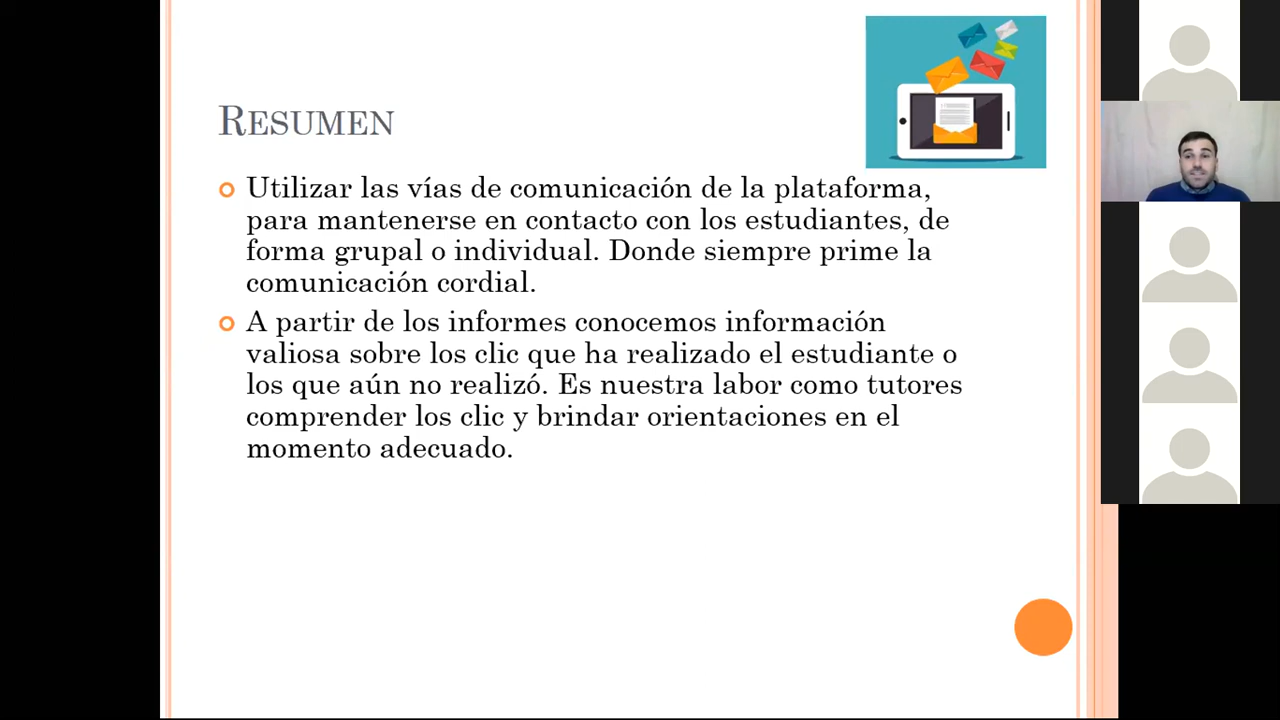 RESUMEN
Utilizar las vías de comunicación de la plataforma,
para mantenerse en contacto con los estudiantes, de
forma grupal o individual. Donde siempre prime la
comunicación cordial.
A partir de los informes conocemos información
valiosa sobre los clic que ha realizado el estudiante o
los que aún no realizó. Es nuestra labor como tutores
comprender los clic y brindar orientaciones en el
momento adecuado.